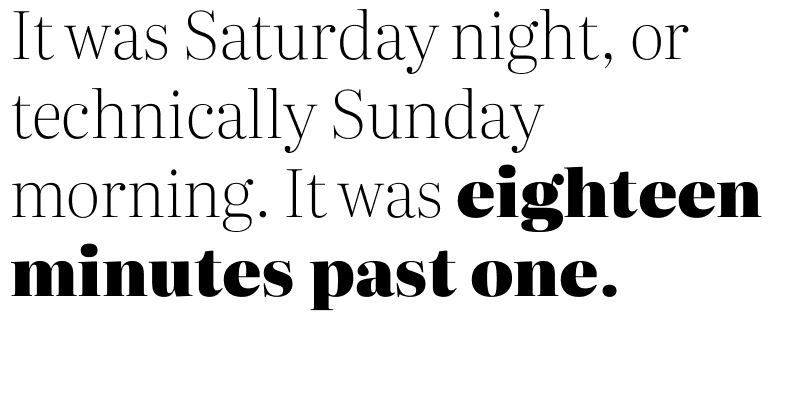 It was Saturday night, or
technically Sunday
morning. It was eighteen
minutes past one.